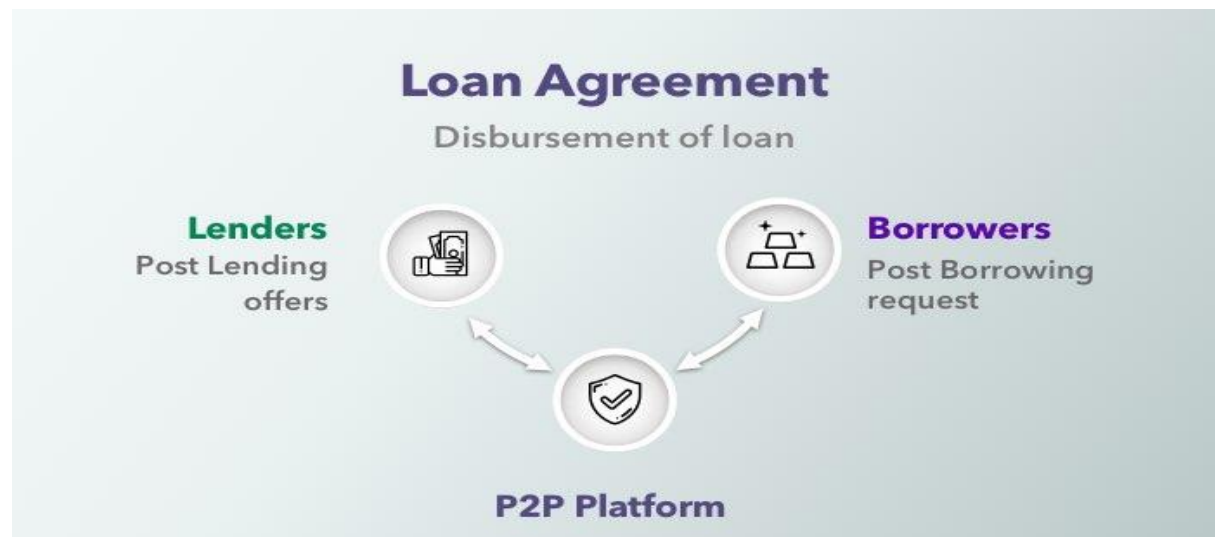 Loan Agreement
Disbursement of loan
Lenders
Post Lending
offers
Borrowers
Post Borrowing
request
P2P Platform